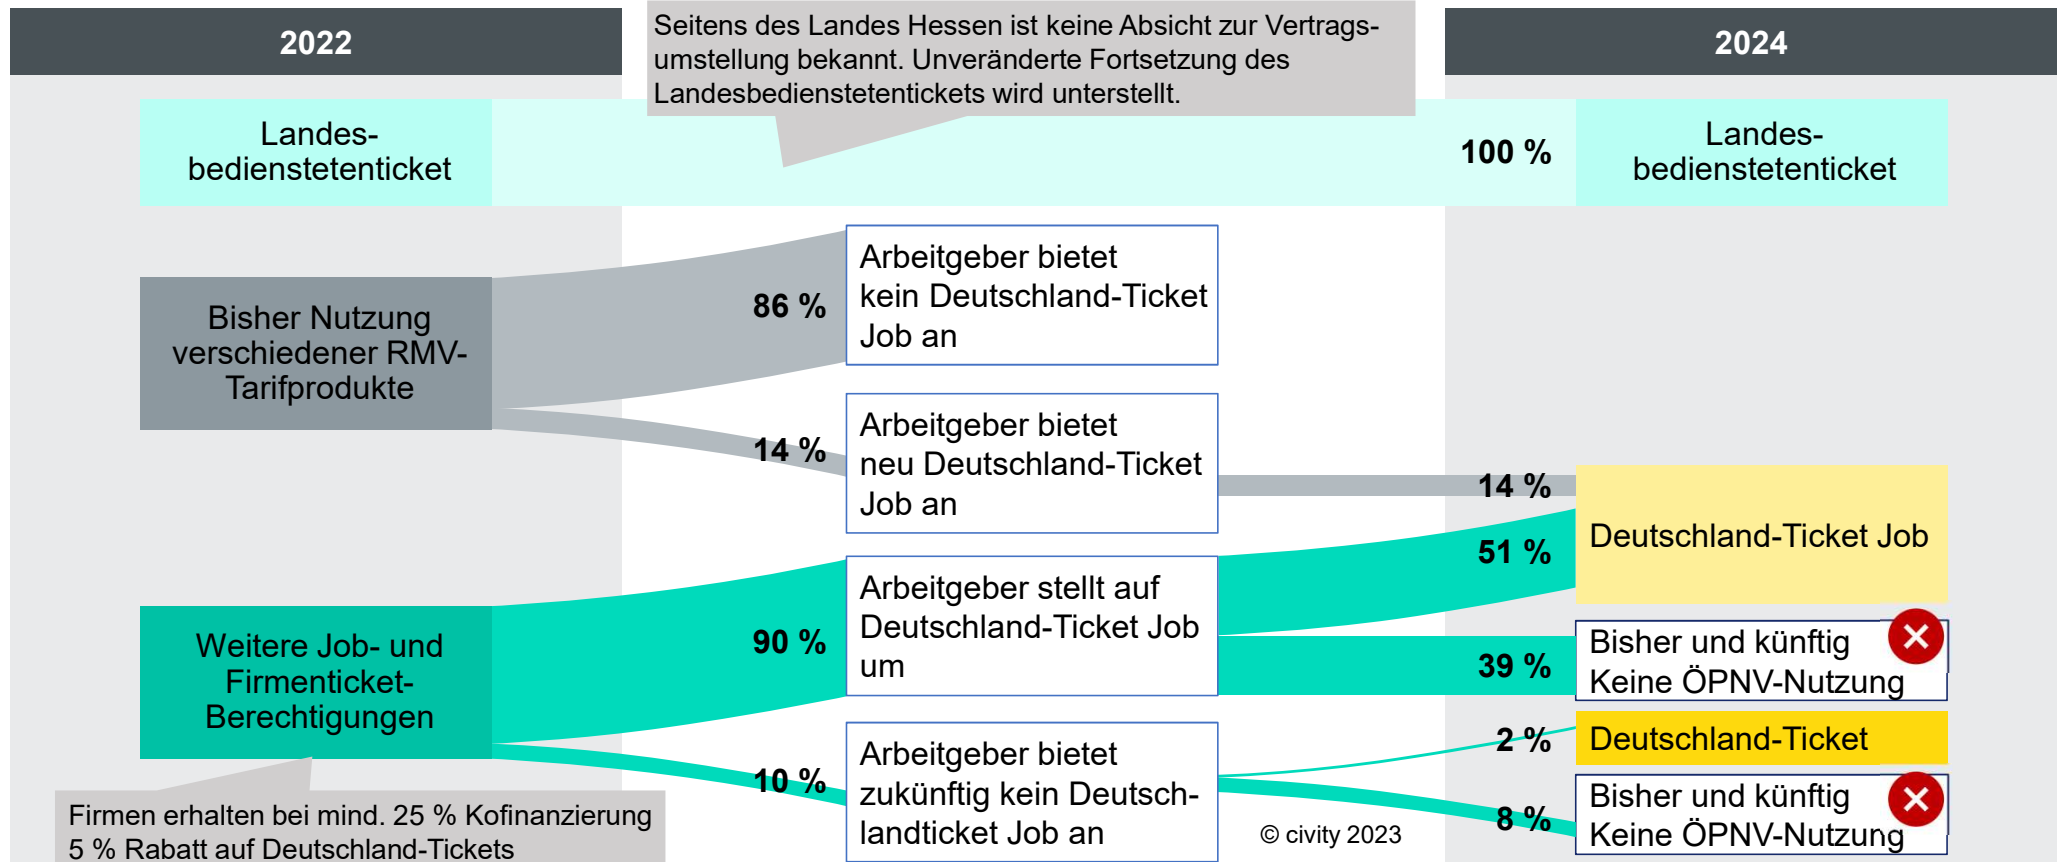 2022
Seitens des Landes Hessen ist keine Absicht zur Vertrags-
umstellung bekannt. Unveränderte Fortsetzung des
Landesbedienstetentickets wird unterstellt.
2024
Landes-
bedienstetenticket
100 %
Landes-
bedienstetenticket
Bisher Nutzung
verschiedener RMV-
Tarifprodukte
86 %
Arbeitgeber bietet
kein Deutschland-Ticket
Job an
14 %
Arbeitgeber bietet
neu Deutschland-Ticket
Job an
14 %
51 %
Deutschland-Ticket Job
Weitere Job- und
Firmenticket-
Berechtigungen
90 %
Arbeitgeber stellt auf
Deutschland-Ticket Job
um
39 %
Bisher und künftig
Keine ÖPNV-Nutzung
10 %
Arbeitgeber bietet
zukünftig kein Deutsch-
landticket Job an
2 %
Deutschland-Ticket
8 %
Bisher und künftig
Keine ÖPNV-Nutzung
Firmen erhalten bei mind. 25 % Kofinanzierung
5 % Rabatt auf Deutschland-Tickets
© civity 2023